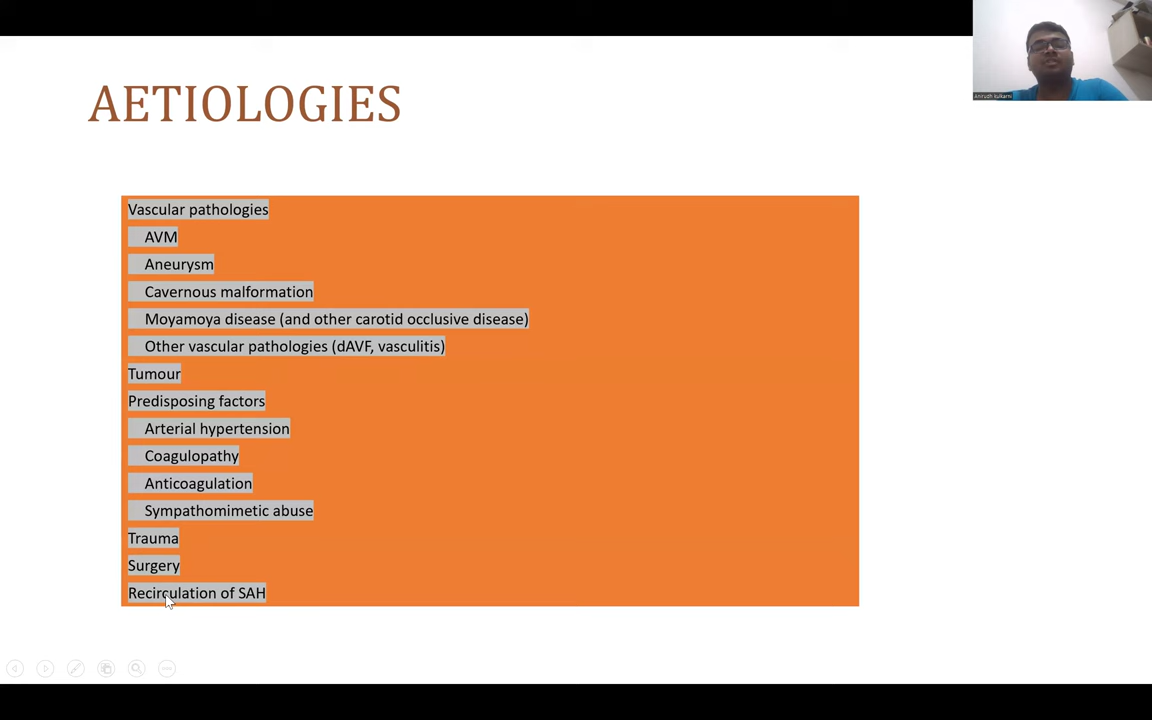 AETIOLOGIES
Vascular pathologies
AVM
Aneurysm
Cavernous malformation
Moyamoya disease (and other carotid occlusive disease)
Other vascular pathologies (dAVF, vasculitis)
Tumour
Predisposing factors
Arterial hypertension
Coagulopathy
Anticoagulation
Sympathomimetic abuse
Trauma
Surgery
Recirculation of SAH